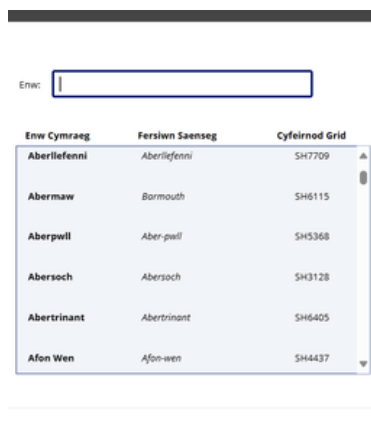 Enw:
Enw Cymraeg Fersiwn Saenseg Cyfeirnod Grid
Aberllefenni Aberllefenni SH7709
Abermaw Barmouth SH6115
Aberpwll Aber-pwll SH5368
Abersoch Abersoch SH3128
Abertrinant Abertrinant SH6405
Afon Wen Afon-wen SH4437